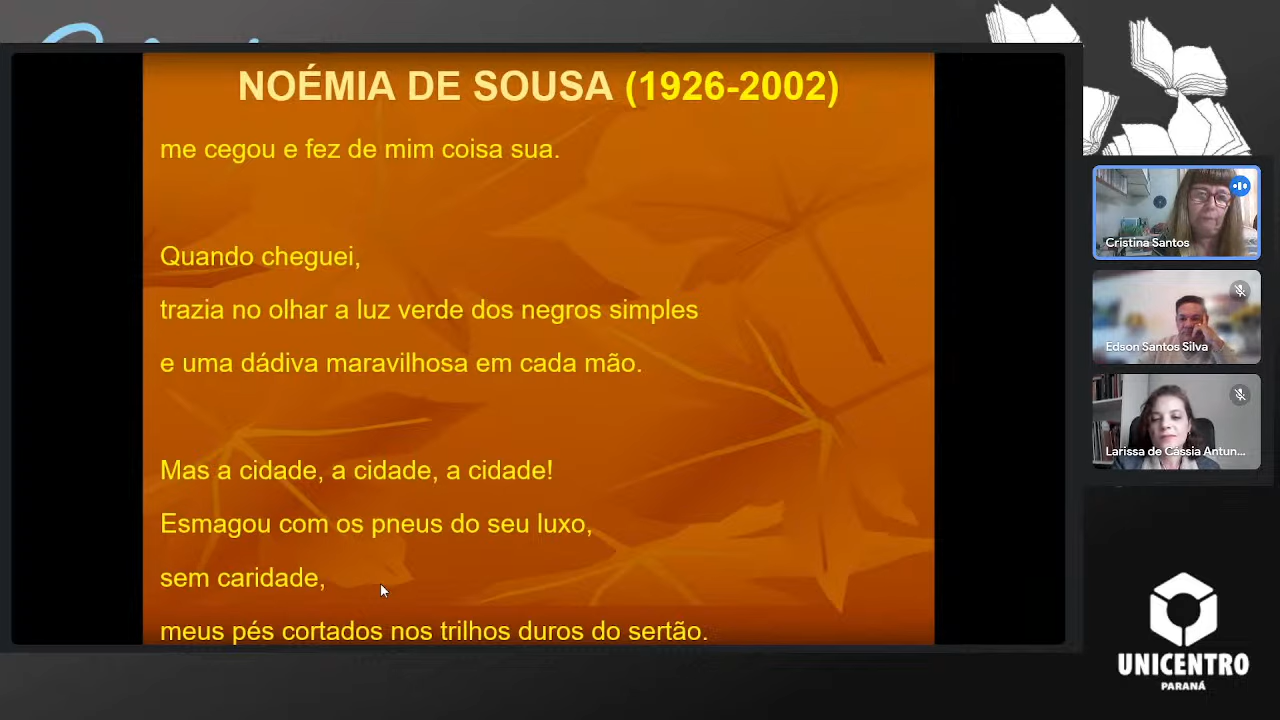 NOÉMIA DE SOUSA (1926-2002)
me cegou e fez de mim coisa sua.
Quando cheguei,
trazia no olhar a luz verde dos negros simples
e uma dádiva maravilhosa em cada mão.
Mas a cidade, a cidade, a cidade!
Esmagou com os pneus do seu luxo,
sem caridade,
meus pés cortados nos trilhos duros do sertão.
Cristina Santos
Edson Santos Silva
Larissa de Cássia Antun...
UNICENTRO
PARANÁ